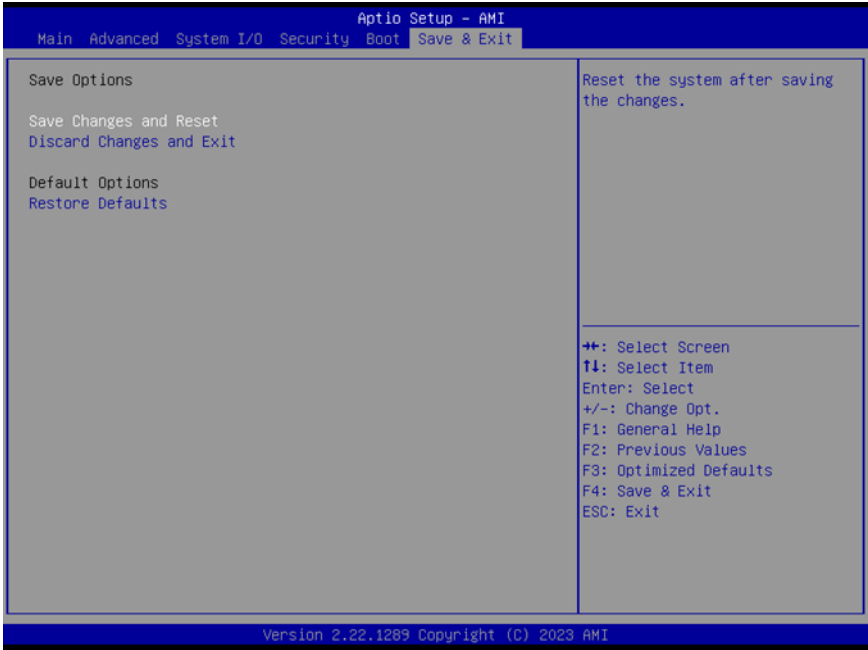 Aptio Setup – AMI
Main Advanced System I/O Security Boot Save & Exit
Save Options
Save Changes and Reset
Discard Changes and Exit
Default Options
Restore Defaults
Reset the system after saving
the changes.
→←: Select Screen
↑↓: Select Item
Enter: Select
+/-: Change Opt.
F1: General Help
F2: Previous Values
F3: Optimized Defaults
F4: Save & Exit
ESC: Exit
Version 2.22.1289 Copyright (C) 2023 AMI